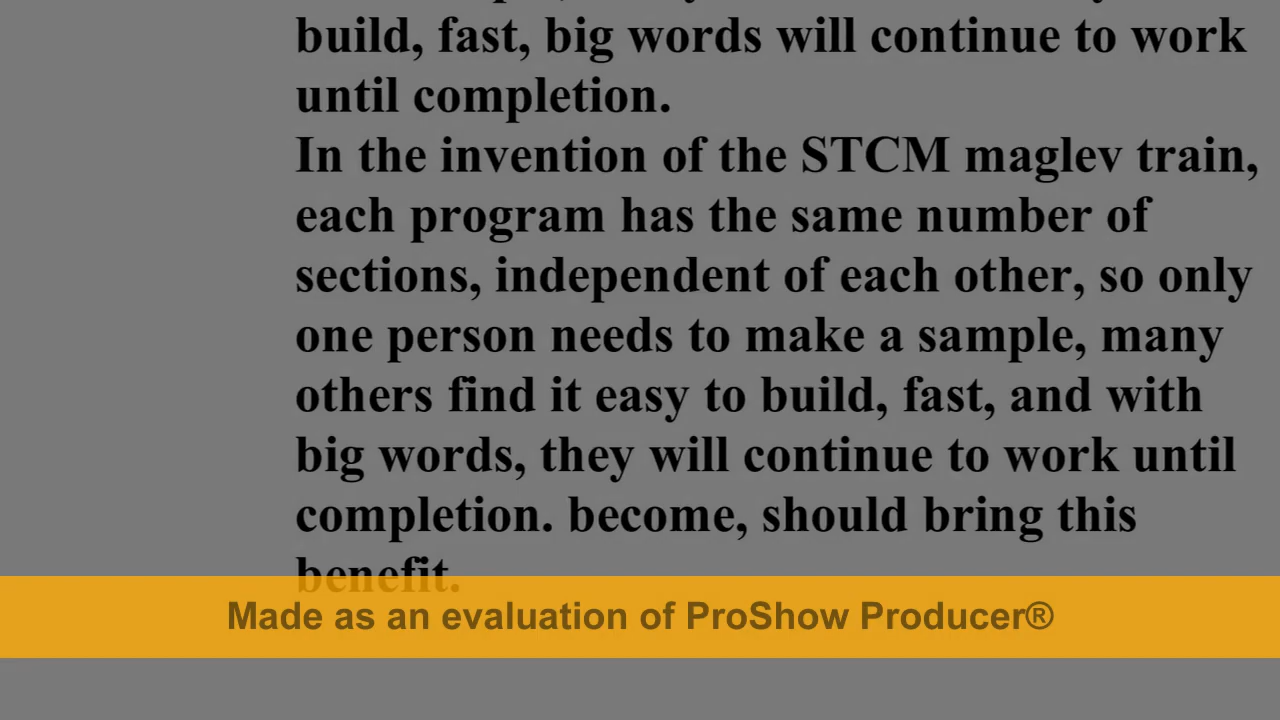 build, fast, big words will continue to work
until completion.
In the invention of the STCM maglev train,
each program has the same number of
sections, independent of each other, so only
one person needs to make a sample, many
others find it easy to build, fast, and with
big words, they will continue to work until
completion. become, should bring this
benefit.
Made as an evaluation of ProShow Producer®